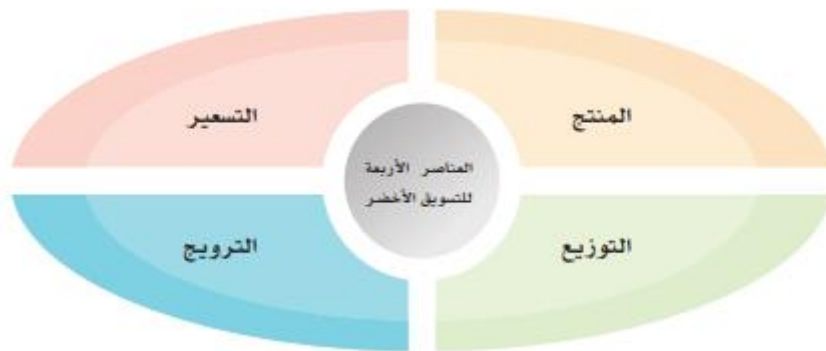 المنتج
التسعير
العناصر الأربعة
للتسويق الأخضر
التوزيع
الترويج